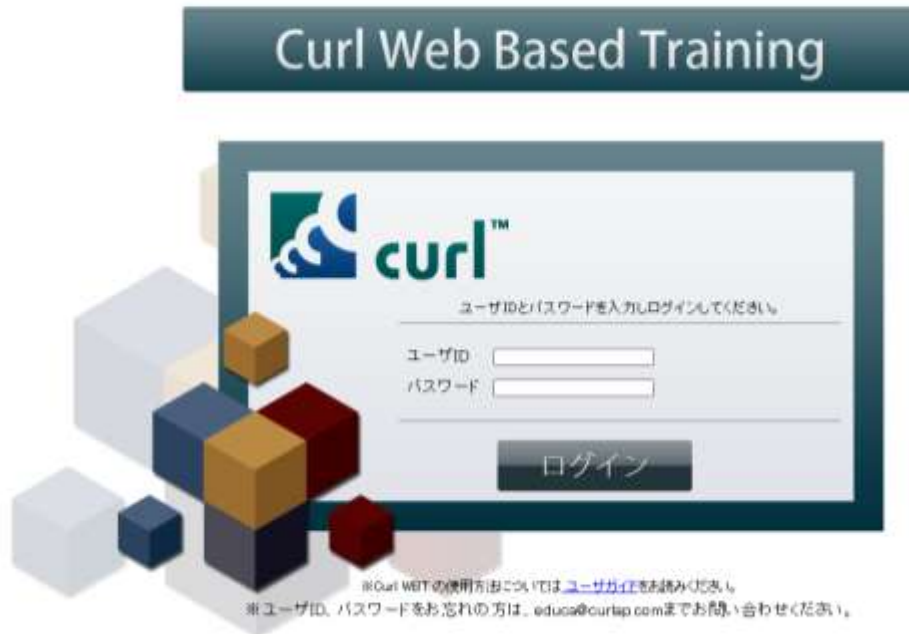 Curl Web Based Training
curl™
ユーザIDとパスワードを入力しログインしてください。
ユーザID
パスワード
ログイン
※Curl WBT の使用方法については ユーザガイドをお読みください。
※ユーザID、パスワードをお忘れの方は、educa@curlap.comまでお問い合わせください。